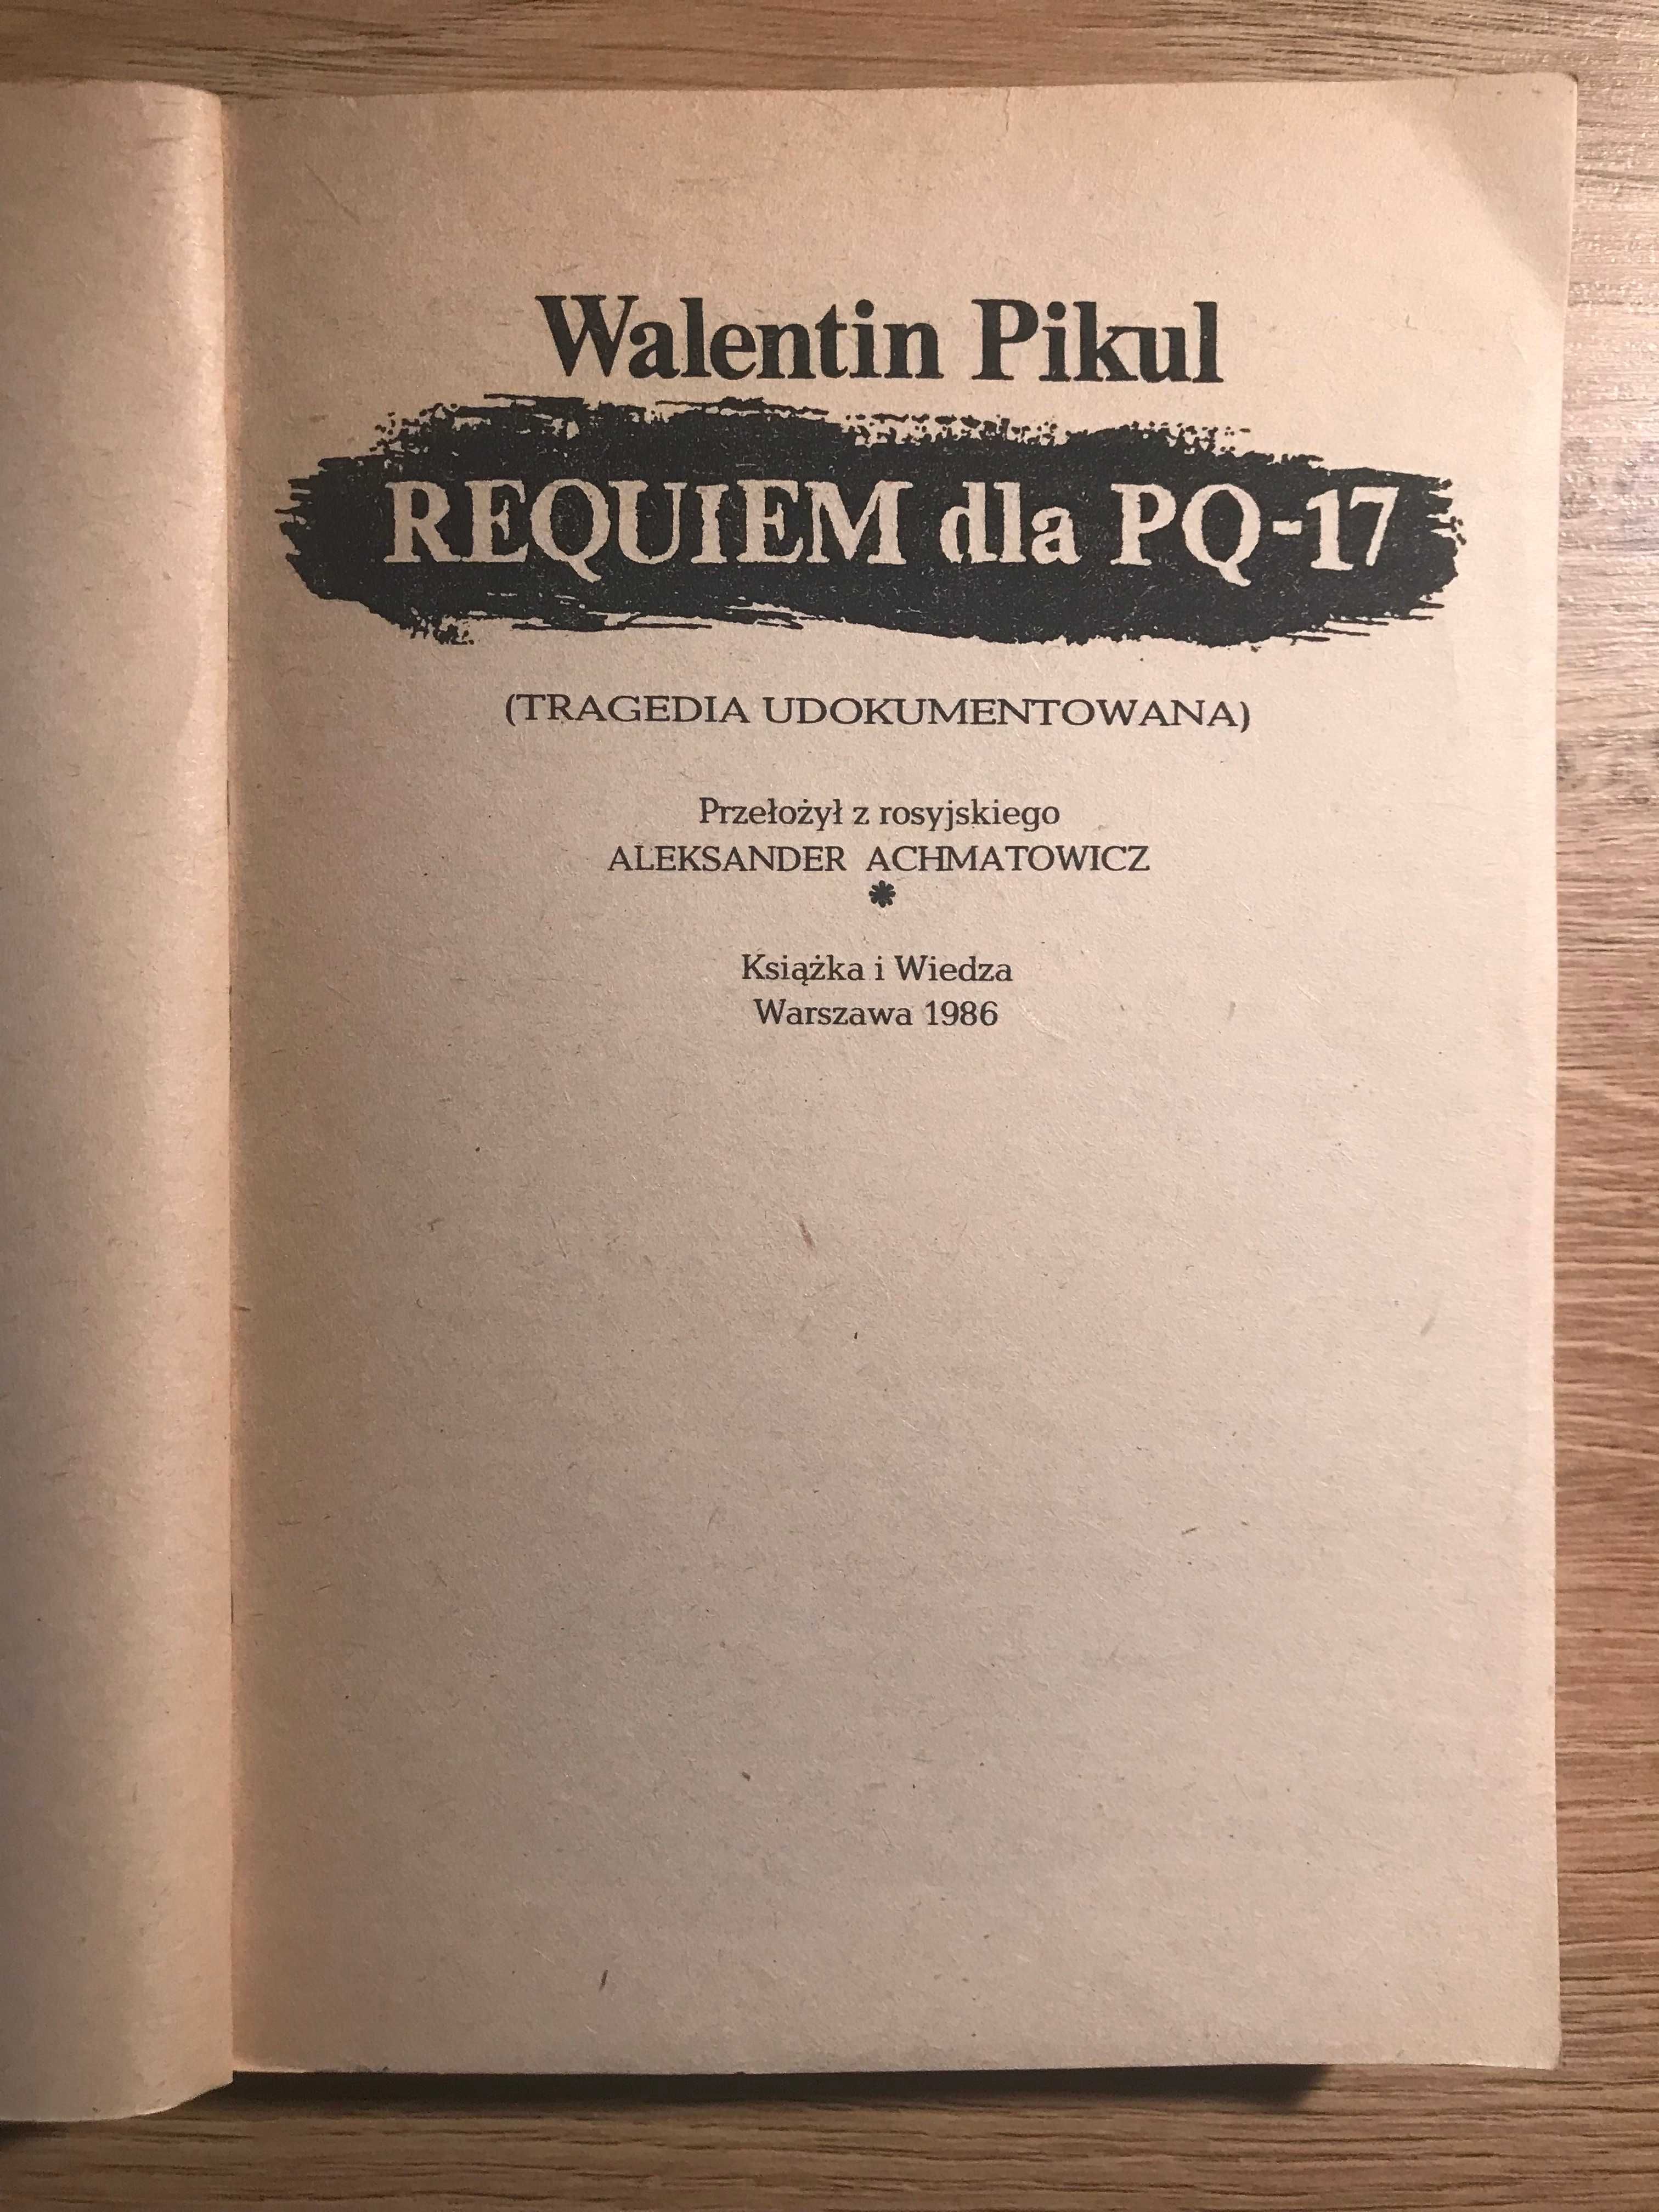 Walentin Pikul
REQUIEM dla PQ-17
(TRAGEDIA UDOKUMENTOWANA)
Przełożył z rosyjskiego
ALEKSANDER ACHMATOWICZ
*
Książka i Wiedza
Warszawa 1986